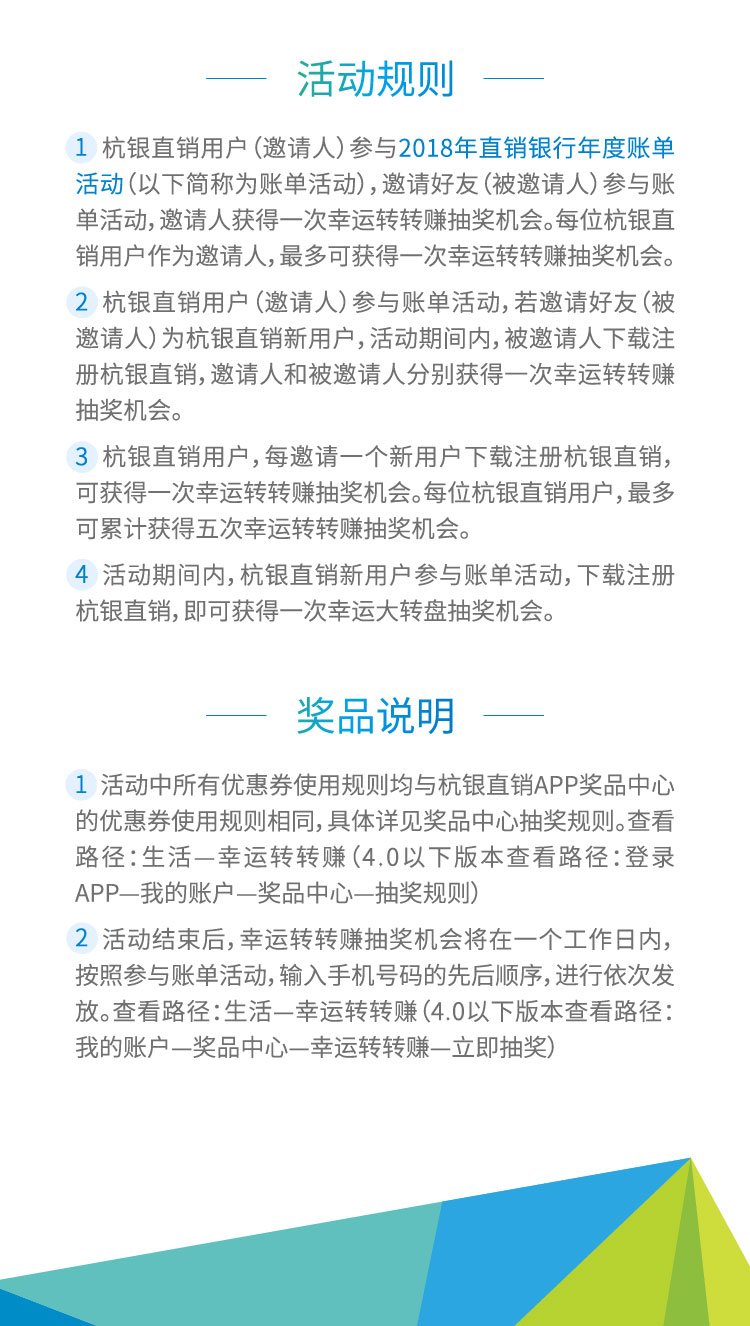 活动规则
1 杭银直销用户（邀请人）参与2018年直销银行年度账单
活动（以下简称为账单活动），邀请好友（被邀请人）参与账
单活动，邀请人获得一次幸运转转赚抽奖机会。每位杭银直
销用户作为邀请人，最多可获得一次幸运转转赚抽奖机会。
2 杭银直销用户（邀请人）参与账单活动，若邀请好友（被
邀请人）为杭银直销新用户，活动期间内，被邀请人下载注
册杭银直销，邀请人和被邀请人分别获得一次幸运转转赚
抽奖机会。
3 杭银直销用户，每邀请一个新用户下载注册杭银直销，
可获得一次幸运转转赚抽奖机会。每位杭银直销用户，最多
可累计获得五次幸运转转赚抽奖机会。
4 活动期间内，杭银直销新用户参与账单活动，下载注册
杭银直销，即可获得一次幸运大转盘抽奖机会。
奖品说明
1 活动中所有优惠券使用规则均与杭银直销APP奖品中心
的优惠券使用规则相同，具体详见奖品中心抽奖规则。查看
路径：生活—幸运转转赚（4.0以下版本查看路径：登录
APP—我的账户—奖品中心—抽奖规则）
2 活动结束后，幸运转转赚抽奖机会将在一个工作日内，
按照参与账单活动，输入手机号码的先后顺序，进行依次发
放。查看路径：生活—幸运转转赚（4.0以下版本查看路径：
我的账户—奖品中心—幸运转转赚—立即抽奖）